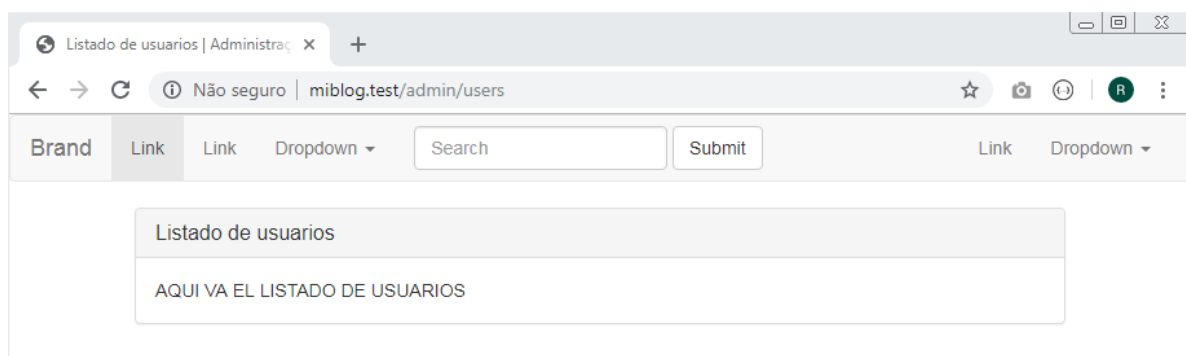 Listado de usuarios | Administraç
Não seguro | miblog.test/admin/users
R
Brand Link Link Dropdown Search Submit Link Dropdown
Listado de usuarios
AQUI VA EL LISTADO DE USUARIOS